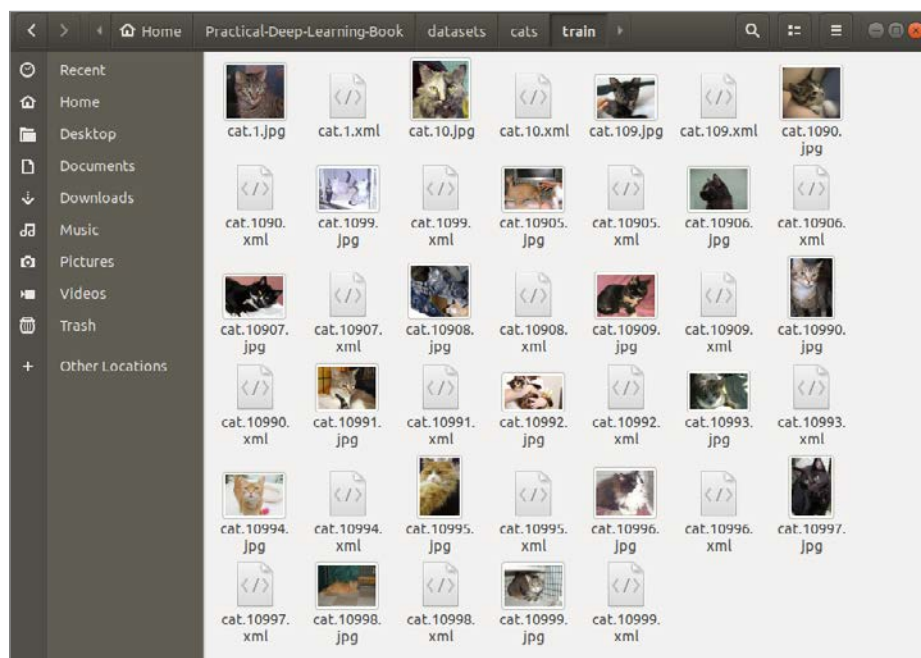 Home Practical-Deep-Learning-Book datasets cats train
Recent
Home
Desktop
Documents
Downloads
Music
Pictures
Videos
Trash
+ Other Locations
cat.1.jpg cat.1.xml cat.10.jpg cat.10.xml cat.109.jpg cat.109.xml cat.1090.
jpg
cat.1090. cat.1099. cat.1099. cat.10905. cat.10905. cat.10906. cat.10906.
xml jpg xml jpg xml jpg xml
cat.10907. cat.10907. cat.10908. cat.10908. cat.10909. cat.10909. cat.10990.
jpg xml jpg xml jpg xml jpg
cat.10990. cat.10991. cat.10991. cat.10992. cat.10992. cat.10993. cat.10993.
xml jpg xml jpg xml jpg xml
cat.10994. cat.10994. cat.10995. cat.10995. cat.10996. cat.10996. cat.10997.
jpg xml jpg xml jpg xml jpg
cat.10997. cat.10998. cat.10998. cat.10999. cat.10999.
xml jpg xml jpg xml